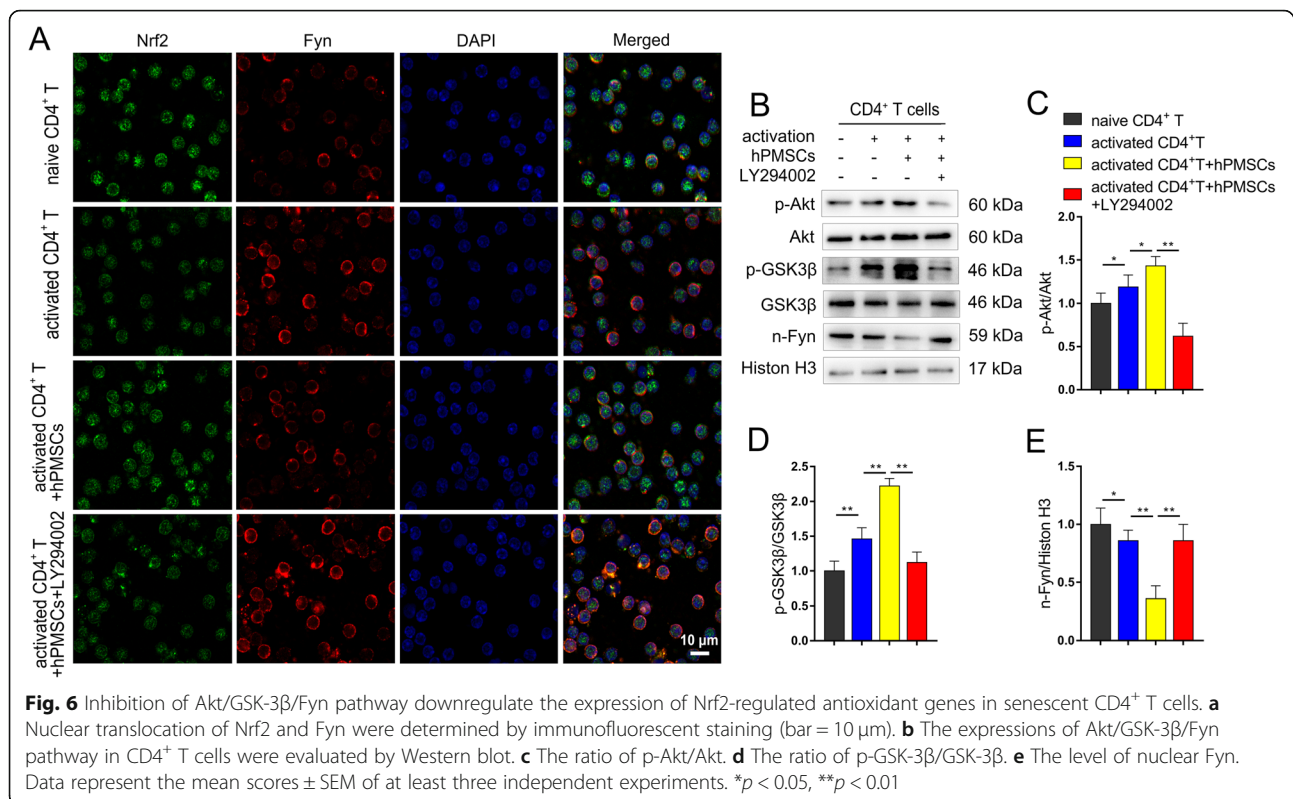 A
Nrf2 Fyn DAPI Merged
naive CD4+ T
activated CD4+ T
activated CD4+ T
+hPMSCs
activated CD4+ T
+hPMSCs+LY294002
10 μm
B
CD4+ T cells
activation - + + +
hPMSCs - - + +
LY294002 - - - +
p-Akt 60 kDa
Akt 60 kDa
p-GSK3β 46 kDa
GSK3β 46 kDa
n-Fyn 59 kDa
Histon H3 17 kDa
C
naive CD4+ T
activated CD4+T
activated CD4+T+hPMSCs
activated CD4+T+hPMSCs
+LY294002
p-Akt/Akt
2.0
1.5
1.0
0.5
0.0
* * **
D
p-GSK3β/GSK3β
2.5
2.0
1.5
1.0
0.5
0.0
** ** **
E
n-Fyn/Histon H3
1.5
1.0
0.5
0.0
* ** **
Fig. 6 Inhibition of Akt/GSK-3β/Fyn pathway downregulate the expression of Nrf2-regulated antioxidant genes in senescent CD4+ T cells. a
Nuclear translocation of Nrf2 and Fyn were determined by immunofluorescent staining (bar = 10 μm). b The expressions of Akt/GSK-3β/Fyn
pathway in CD4+ T cells were evaluated by Western blot. c The ratio of p-Akt/Akt. d The ratio of p-GSK-3β/GSK-3β. e The level of nuclear Fyn.
Data represent the mean scores ± SEM of at least three independent experiments. *p < 0.05, **p < 0.01